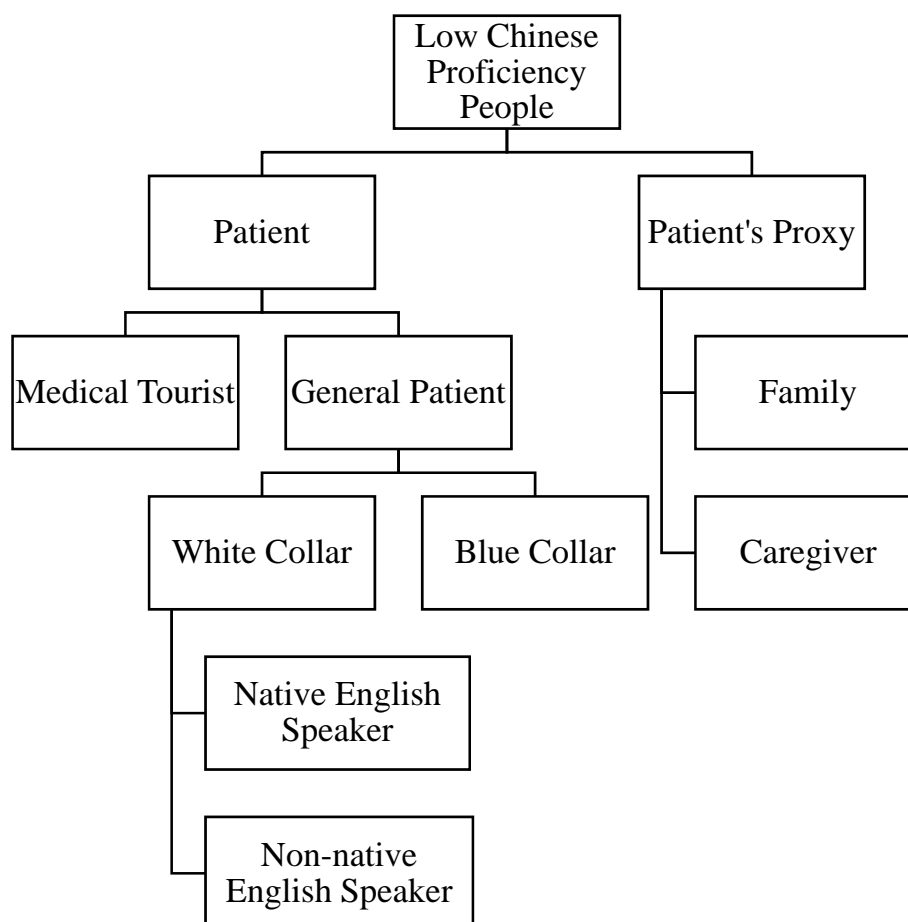 Low Chinese
Proficiency
People
Patient
Patient's Proxy
Medical Tourist
General Patient
Family
White Collar
Blue Collar
Caregiver
Native English
Speaker
Non-native
English Speaker